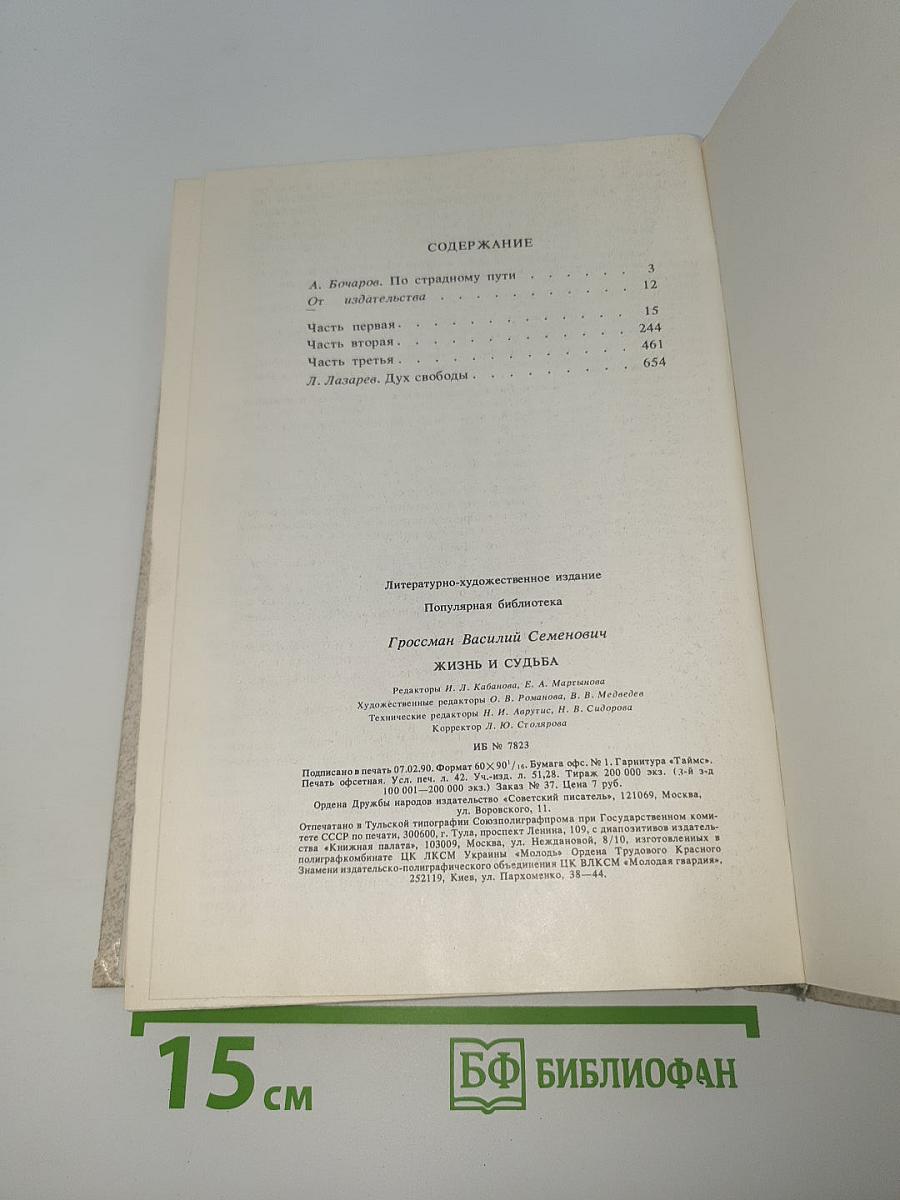 СОДЕРЖАНИЕ
А. Бочаров. По страдному пути . . . . . . 3
От издательства . . . . . . . . . . 12
Часть первая . . . . . . . . . . . . 15
Часть вторая . . . . . . . . . . . . 244
Часть третья . . . . . . . . . . . . 461
Л. Лазарев. Дух свободы . . . . . . . . 654
Литературно-художественное издание
Популярная библиотека
Гроссман Василий Семенович
ЖИЗНЬ И СУДЬБА
Редакторы И. Л. Кабанова, Е. А. Мартынова
Художественные редакторы О. В. Романова, В. В. Медведев
Технические редакторы Н. И. Аврутис, Н. В. Сидорова
Корректор Л. Ю. Столярова
ИБ № 7823
Подписано в печать 07.02.90. Формат 60×90¹/₁₆. Бумага офс. № 1. Гарнитура «Таймс».
Печать офсетная. Усл. печ. л. 42. Уч.-изд. л. 51,28. Тираж 200 000 экз. (3-й з-д
100 001—200 000 экз.) Заказ № 37. Цена 7 руб.
Ордена Дружбы народов издательство «Советский писатель», 121069, Москва,
ул. Воровского, 11.
Отпечатано в Тульской типографии Союзполиграфпрома при Государственном коми-
тете СССР по печати, 300600, г. Тула, проспект Ленина, 109, с диапозитивов издатель-
ства «Книжная палата», 103009, Москва, ул. Неждановой, 8/10, изготовленных в
полиграфкомбинате ЦК ЛКСМ Украины «Молодь» Ордена Трудового Красного
Знамени издательско-полиграфического объединения ЦК ВЛКСМ «Молодая гвардия»,
252119, Киев, ул. Пархоменко, 38—44.
15 см
БФ БИБЛИОФАН